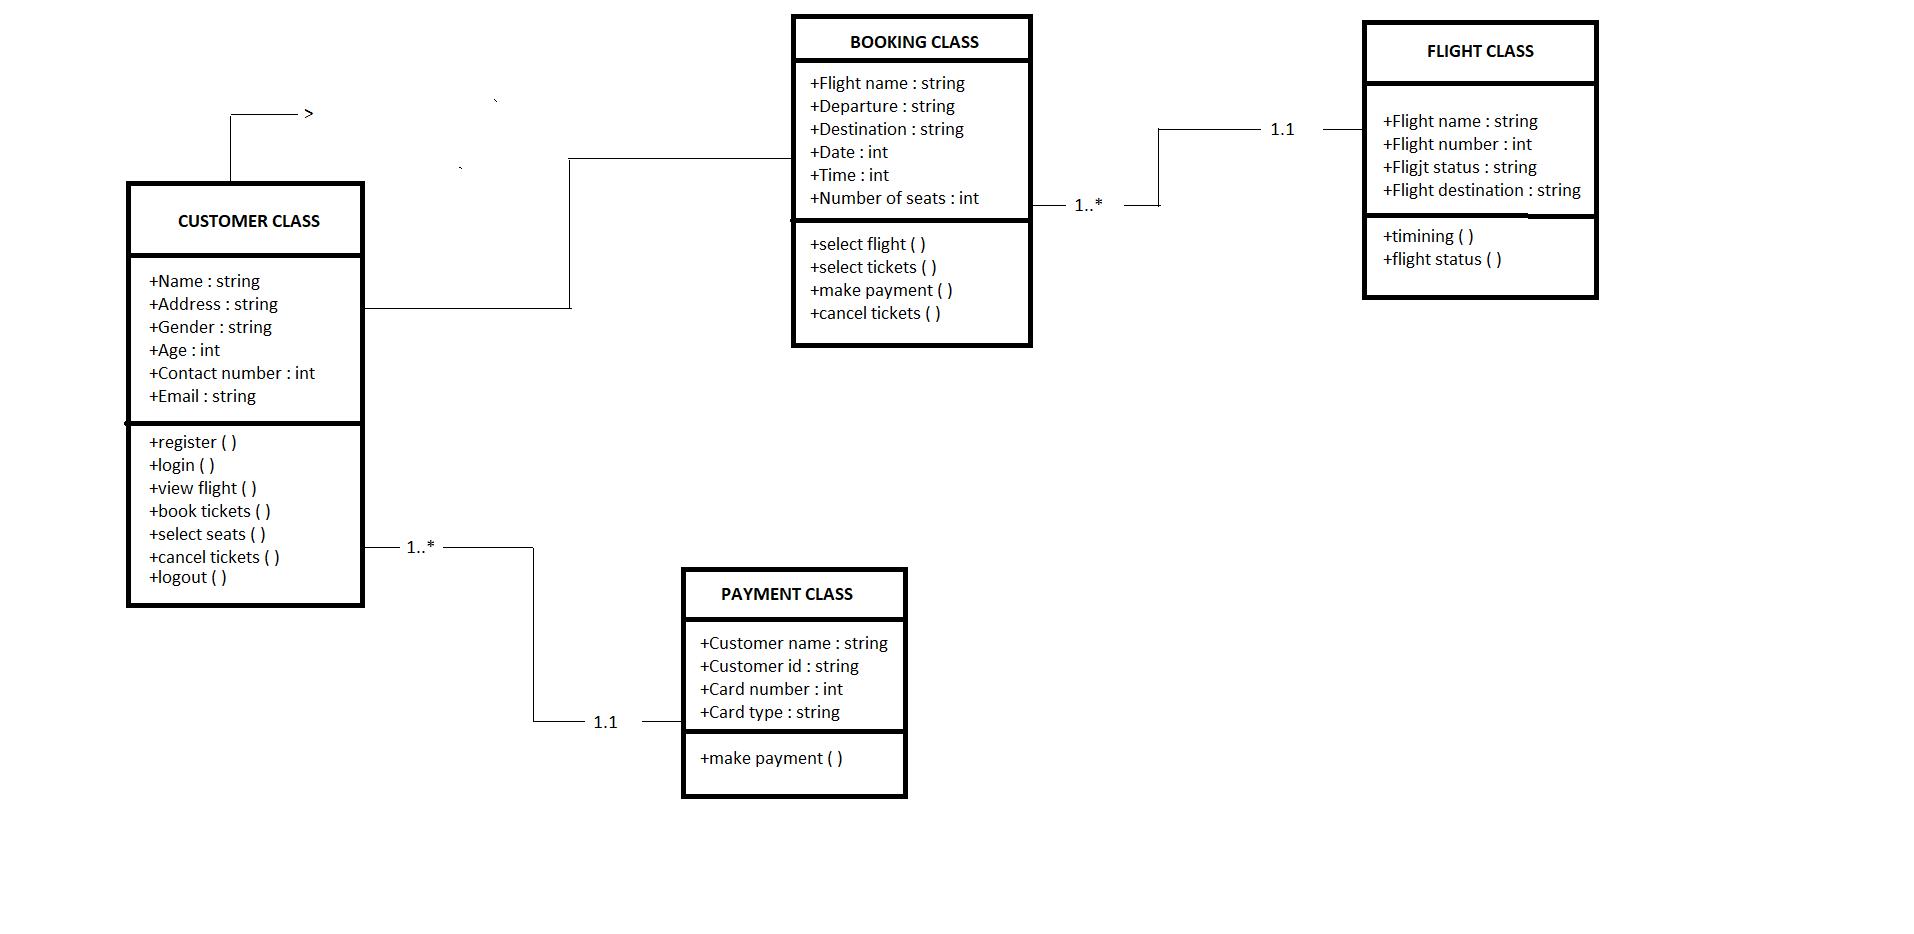 BOOKING CLASS
+Flight name : string
+Departure : string
+Destination : string
+Date : int
+Time : int
+Number of seats : int
+select flight ( )
+select tickets ( )
+make payment ( )
+cancel tickets ( )
FLIGHT CLASS
+Flight name : string
+Flight number : int
+Fligjt status : string
+Flight destination : string
+timining ( )
+flight status ( )
1..*
1.1
>
CUSTOMER CLASS
+Name : string
+Address : string
+Gender : string
+Age : int
+Contact number : int
+Email : string
+register ( )
+login ( )
+view flight ( )
+book tickets ( )
+select seats ( )
+cancel tickets ( )
+logout ( )
1..*
1.1
PAYMENT CLASS
+Customer name : string
+Customer id : string
+Card number : int
+Card type : string
+make payment ( )